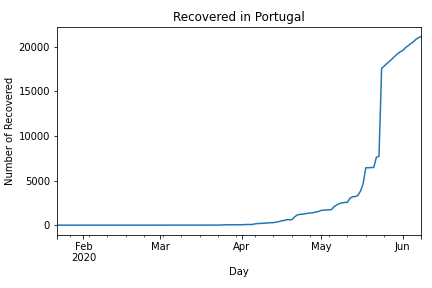 Recovered in Portugal
Number of Recovered
20000
15000
10000
5000
0
Feb
2020
Mar
Apr
May
Jun
Day